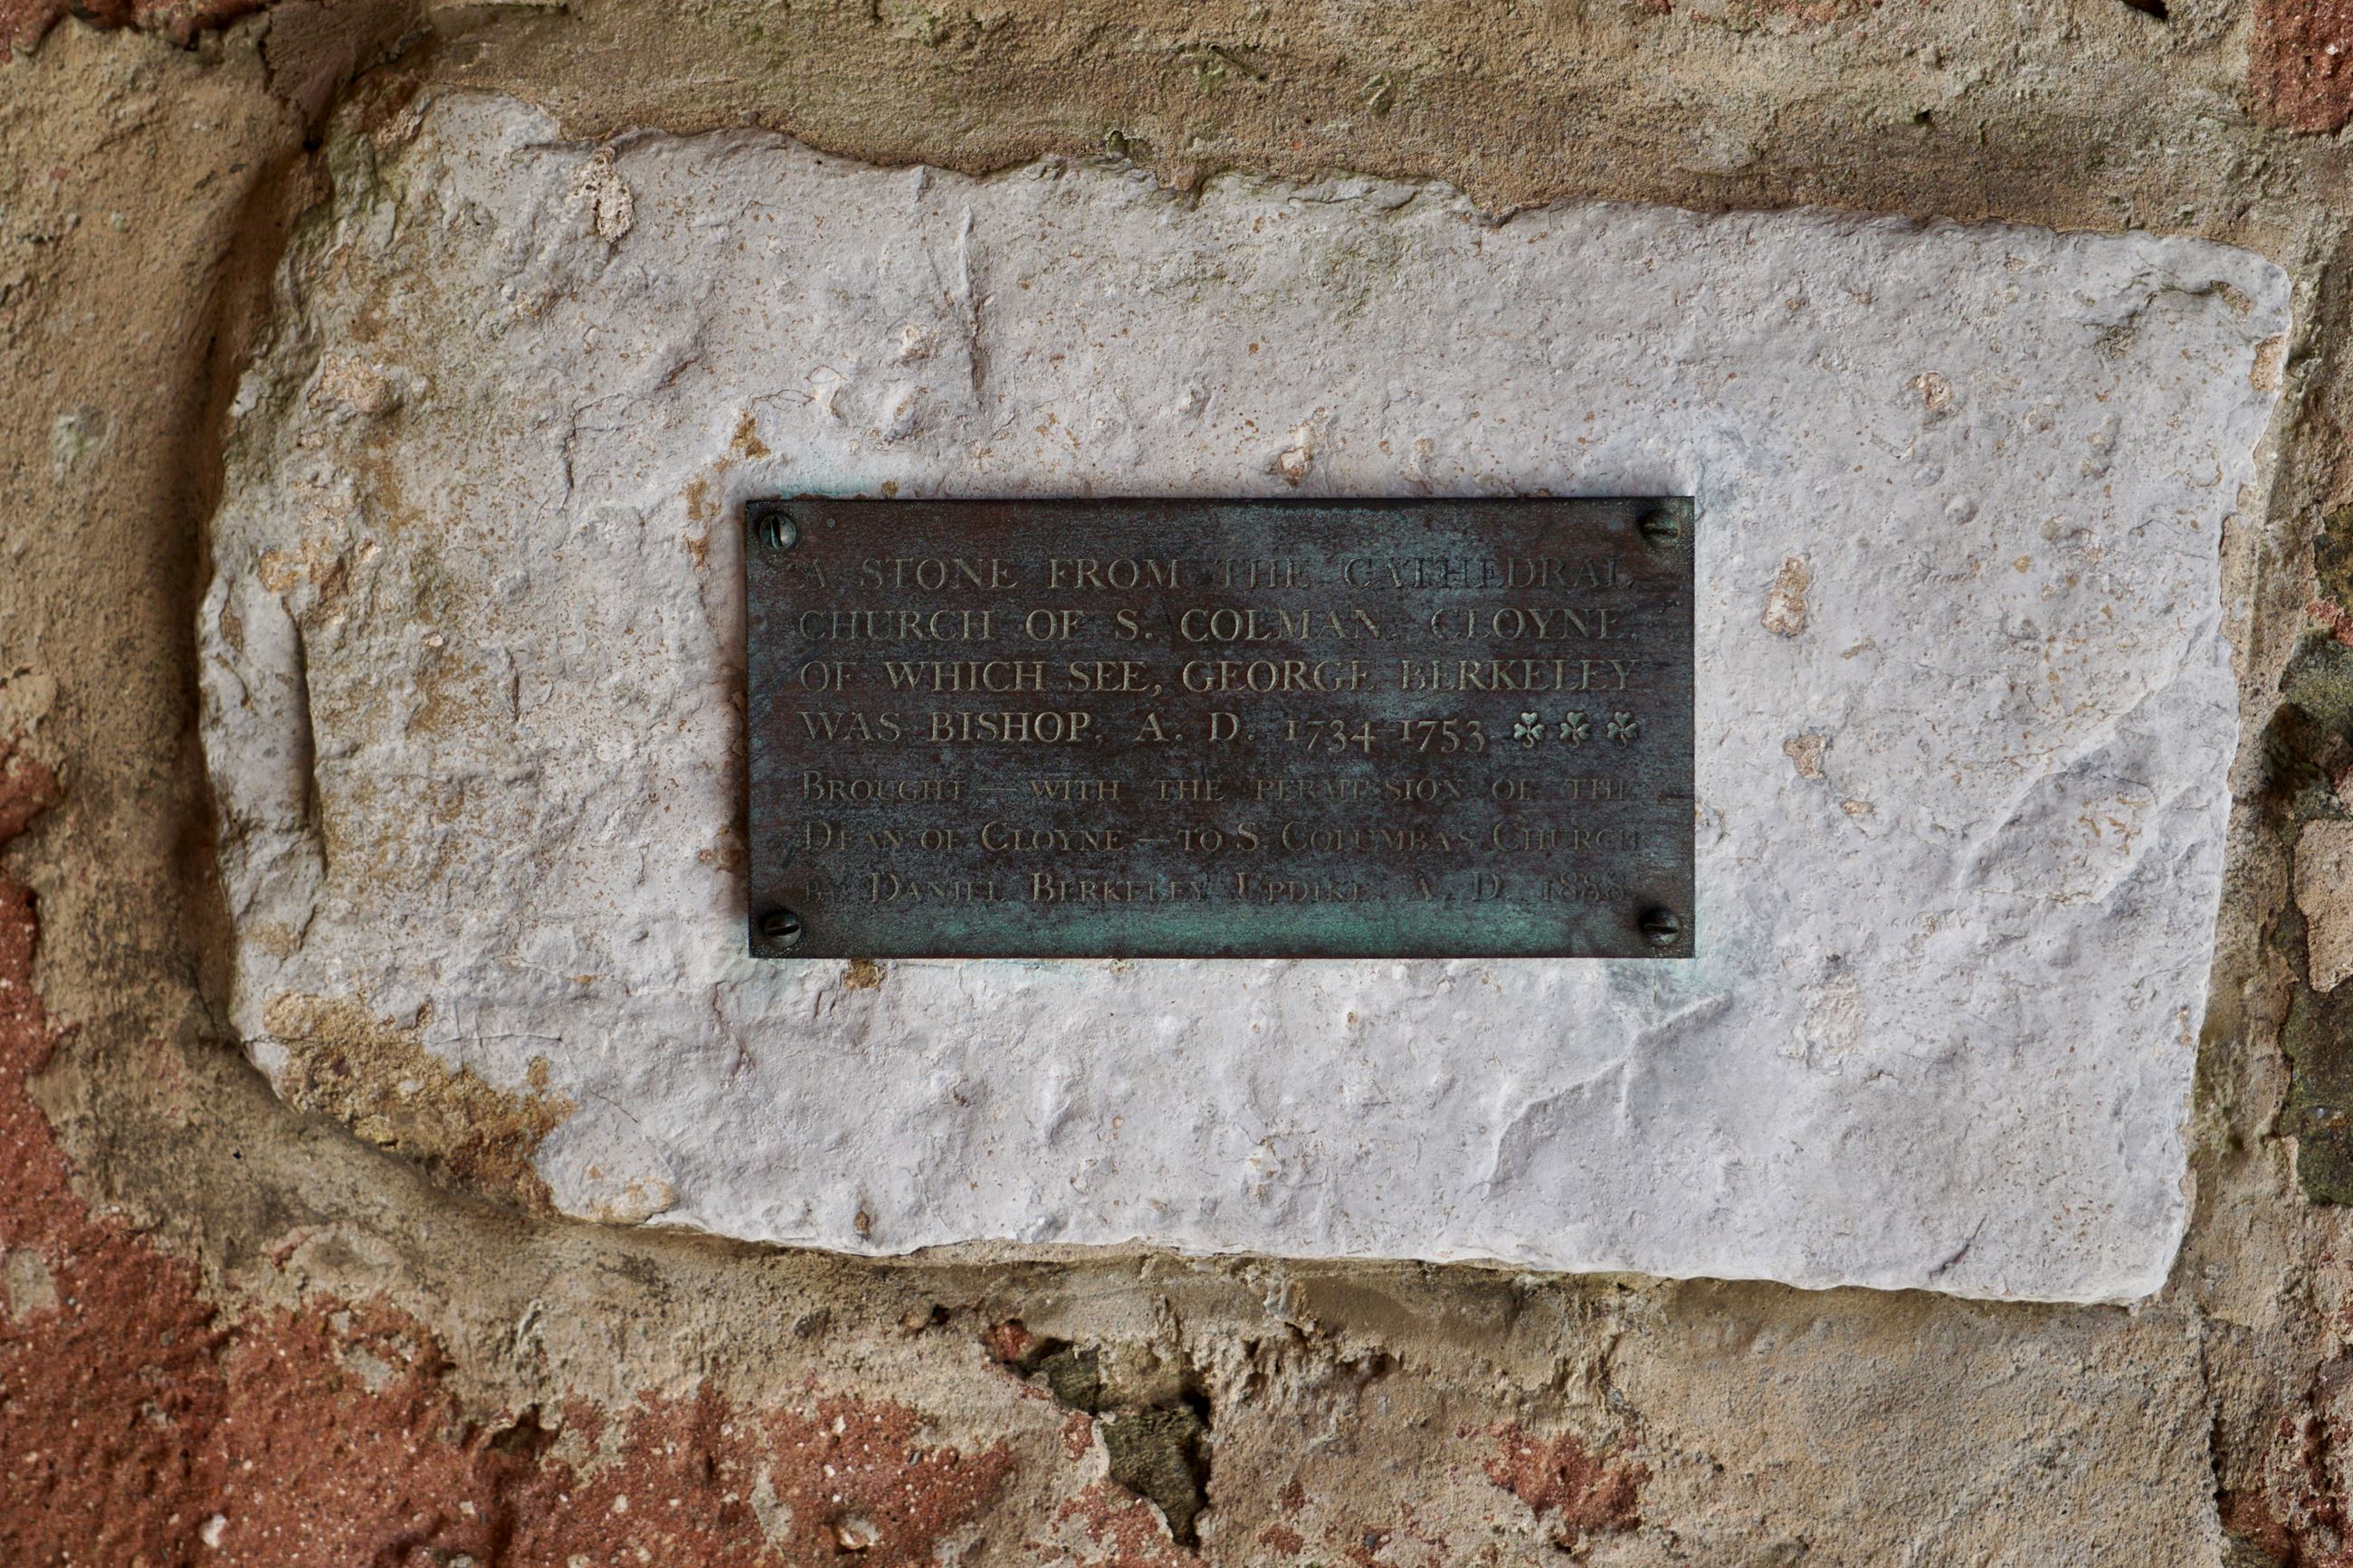 A STONE FROM THE CATHEDRAL
CHURCH OF S. COLMAN, CLOYNE,
OF WHICH SEE, GEORGE BERKELEY
WAS BISHOP, A. D. 1734-1753 ☘ ☘ ☘
BROUGHT — WITH THE PERMISSION OF THE
DEAN OF CLOYNE — TO S. COLUMBA'S CHURCH
BY DANIEL BERKELEY UPDIKE, A. D. 1888